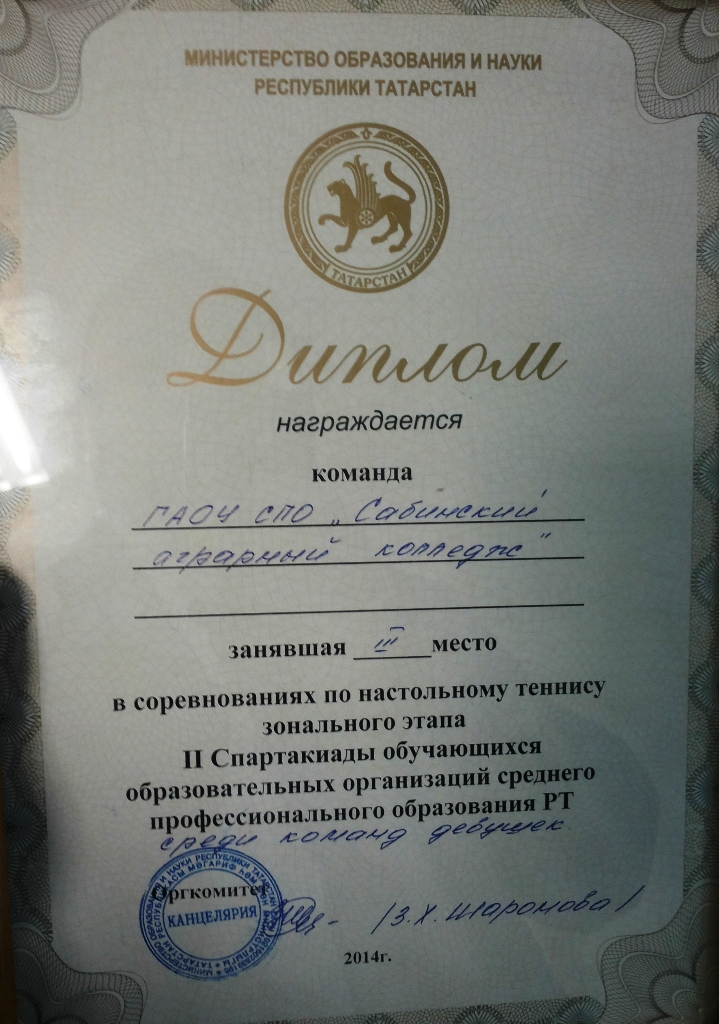 МИНИСТЕРСТВО ОБРАЗОВАНИЯ И НАУКИ
РЕСПУБЛИКИ ТАТАРСТАН
ТАТАРСТАН
Диплом
награждается
команда
ГАОУ СПО „Сабинский
аграрный колледж"
занявшая III место
в соревнованиях по настольному теннису
зонального этапа
II Спартакиады обучающихся
образовательных организаций среднего
профессионального образования РТ
среди команд девушек
Оргкомитет
КАНЦЕЛЯРИЯ
/З.Х. Шаромова/
2014г.